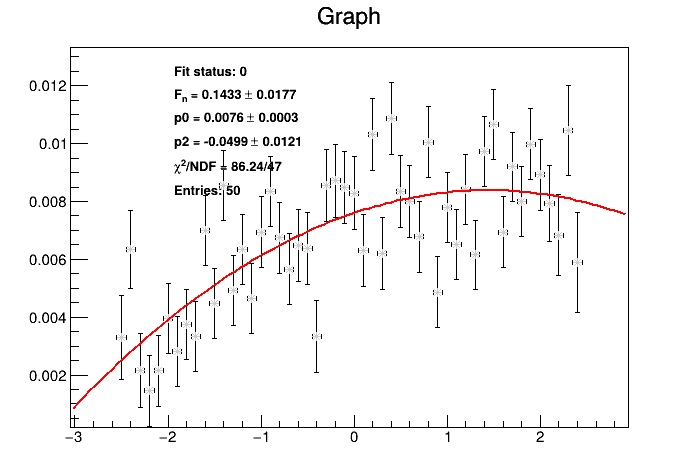 Graph
Fit status: 0
Fn = 0.1433 ± 0.0177
p0 = 0.0076 ± 0.0003
p2 = -0.0499 ± 0.0121
χ²/NDF = 86.24/47
Entries: 50
0.012
0.01
0.008
0.006
0.004
0.002
−3 −2 −1 0 1 2